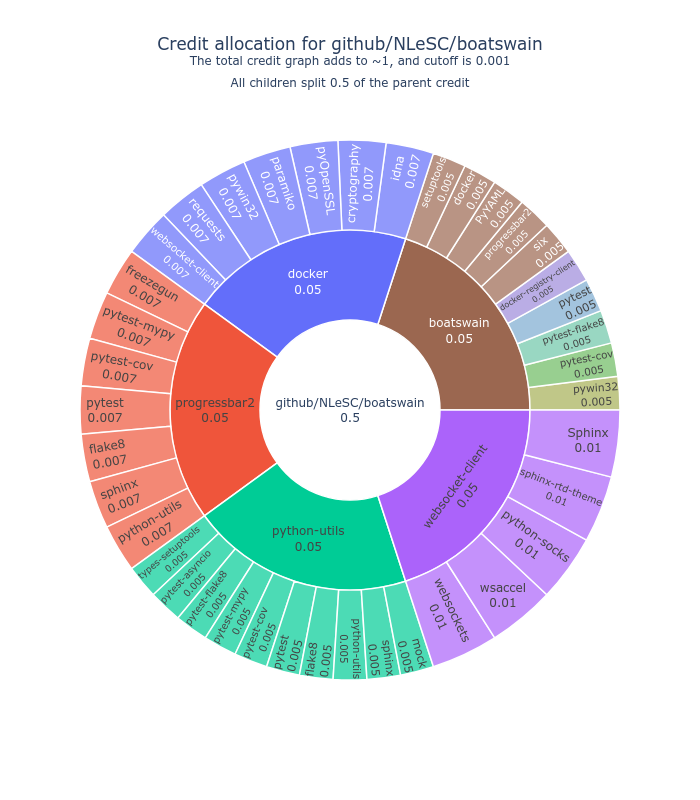 Credit allocation for github/NLeSC/boatswain
The total credit graph adds to ~1, and cutoff is 0.001
All children split 0.5 of the parent credit
github/NLeSC/boatswain
0.5
boatswain
0.05
docker
0.05
progressbar2
0.05
python-utils
0.05
websocket-client
0.05
pywin32
0.005
pytest-cov
0.005
pytest-flake8
0.005
pytest
0.005
docker-registry-client
0.005
six
0.005
progressbar2
0.005
PyYAML
0.005
docker
0.005
setuptools
0.005
idna
0.007
cryptography
0.007
pyOpenSSL
0.007
paramiko
0.007
pywin32
0.007
requests
0.007
websocket-client
0.007
freezegun
0.007
pytest-mypy
0.007
pytest-cov
0.007
pytest
0.007
flake8
0.007
sphinx
0.007
python-utils
0.007
types-setuptools
0.005
pytest-asyncio
0.005
pytest-flake8
0.005
pytest-mypy
0.005
pytest-cov
0.005
pytest
0.005
flake8
0.005
python-utils
0.005
sphinx
0.005
mock
0.005
websockets
0.01
wsaccel
0.01
python-socks
0.01
sphinx-rtd-theme
0.01
Sphinx
0.01